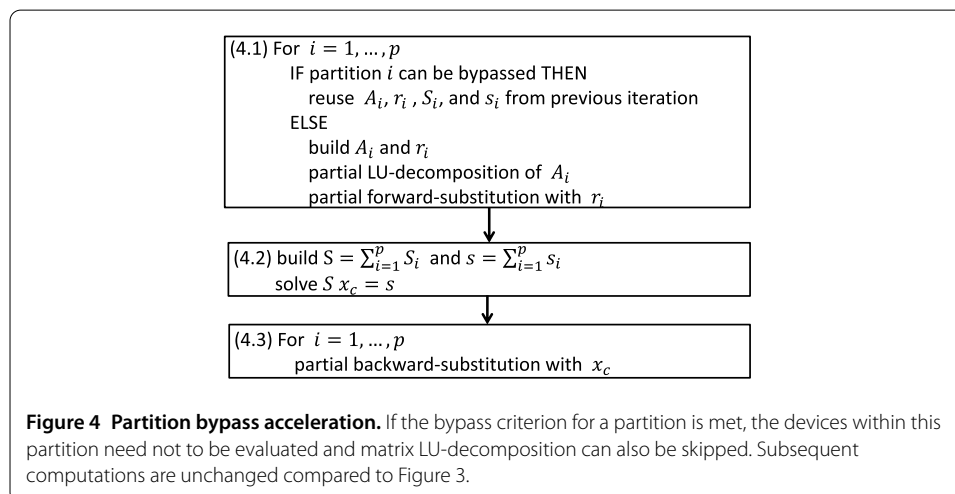 (4.1) For i = 1, … , p
IF partition i can be bypassed THEN
reuse A_i, r_i , S_i, and s_i from previous iteration
ELSE
build A_i and r_i
partial LU-decomposition of A_i
partial forward-substitution with r_i
(4.2) build S = ∑_{i=1}^{p} S_i and s = ∑_{i=1}^{p} s_i
solve S x_c = s
(4.3) For i = 1, … , p
partial backward-substitution with x_c
Figure 4 Partition bypass acceleration. If the bypass criterion for a partition is met, the devices within this
partition need not to be evaluated and matrix LU-decomposition can also be skipped. Subsequent
computations are unchanged compared to Figure 3.